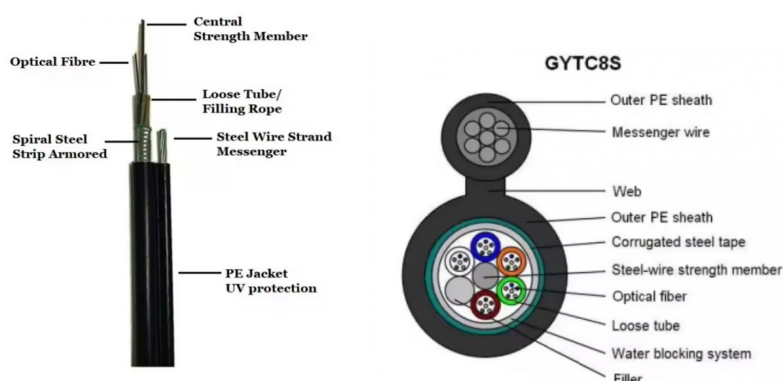 Central
Strength Member
Optical Fibre
Loose Tube/
Filling Rope
Spiral Steel
Strip Armored
Steel Wire Strand
Messenger
PE Jacket
UV protection
GYTC8S
Outer PE sheath
Messenger wire
Web
Outer PE sheath
Corrugated steel tape
Steel-wire strength member
Optical fiber
Loose tube
Water blocking system
Filler